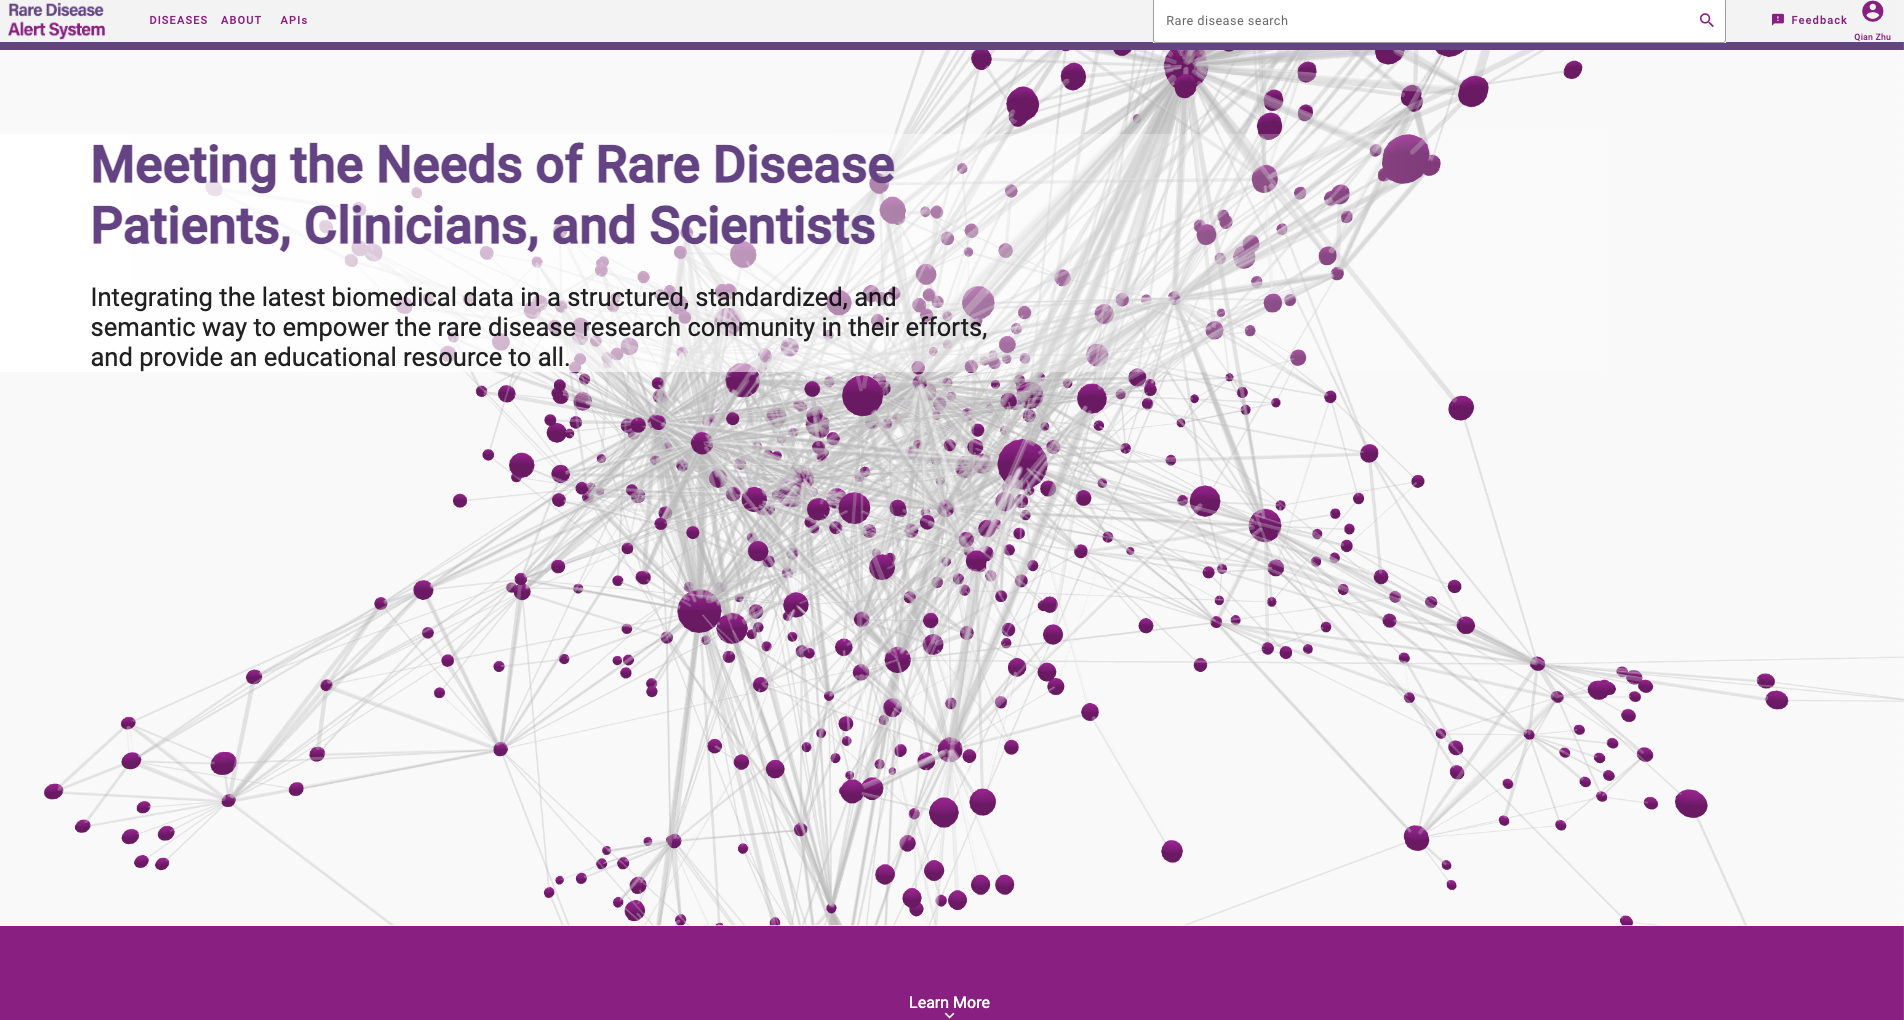 Rare Disease
Alert System
DISEASES ABOUT APIs
Rare disease search
Feedback
Qian Zhu
Meeting the Needs of Rare Disease
Patients, Clinicians, and Scientists
Integrating the latest biomedical data in a structured, standardized, and
semantic way to empower the rare disease research community in their efforts,
and provide an educational resource to all.
Learn More